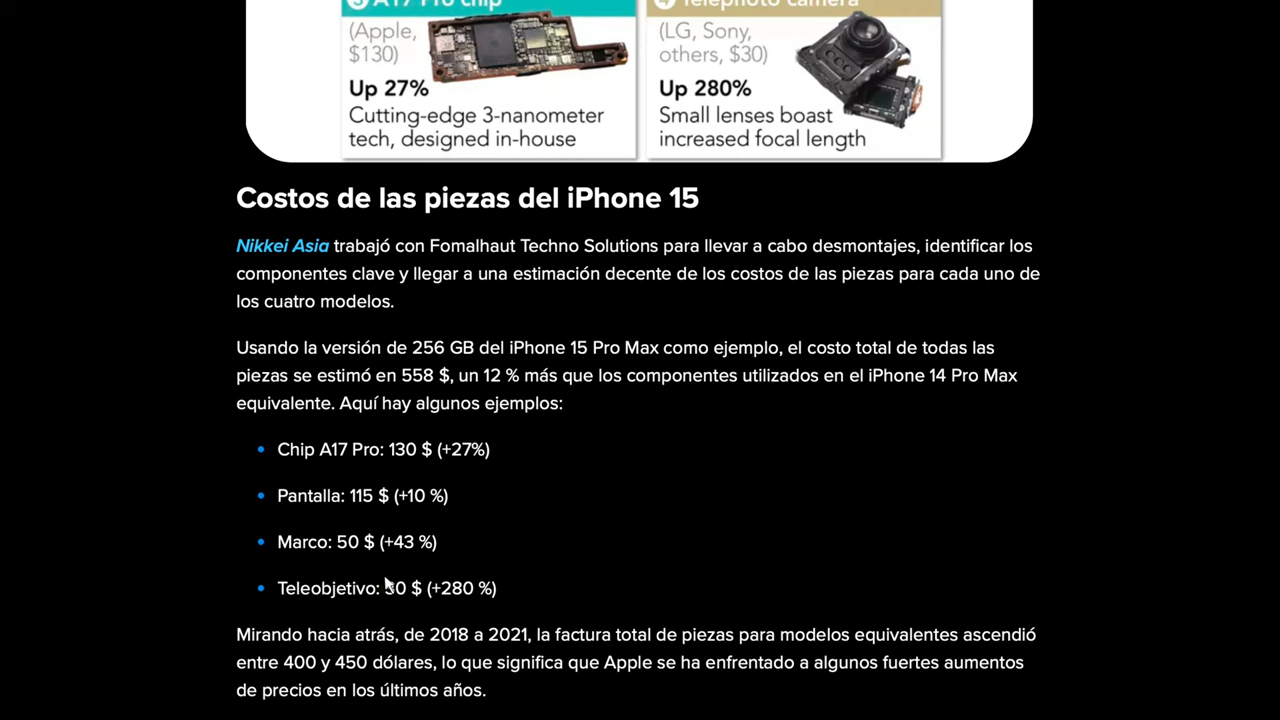 3 A17 Pro chip
(Apple,
$130)
Up 27%
Cutting-edge 3-nanometer
tech, designed in-house
4 Telephoto camera
(LG, Sony,
others, $30)
Up 280%
Small lenses boast
increased focal length
Costos de las piezas del iPhone 15
Nikkei Asia trabajó con Fomalhaut Techno Solutions para llevar a cabo desmontajes, identificar los
componentes clave y llegar a una estimación decente de los costos de las piezas para cada uno de
los cuatro modelos.
Usando la versión de 256 GB del iPhone 15 Pro Max como ejemplo, el costo total de todas las
piezas se estimó en 558 $, un 12 % más que los componentes utilizados en el iPhone 14 Pro Max
equivalente. Aquí hay algunos ejemplos:
• Chip A17 Pro: 130 $ (+27%)
• Pantalla: 115 $ (+10 %)
• Marco: 50 $ (+43 %)
• Teleobjetivo: 30 $ (+280 %)
Mirando hacia atrás, de 2018 a 2021, la factura total de piezas para modelos equivalentes ascendió
entre 400 y 450 dólares, lo que significa que Apple se ha enfrentado a algunos fuertes aumentos
de precios en los últimos años.